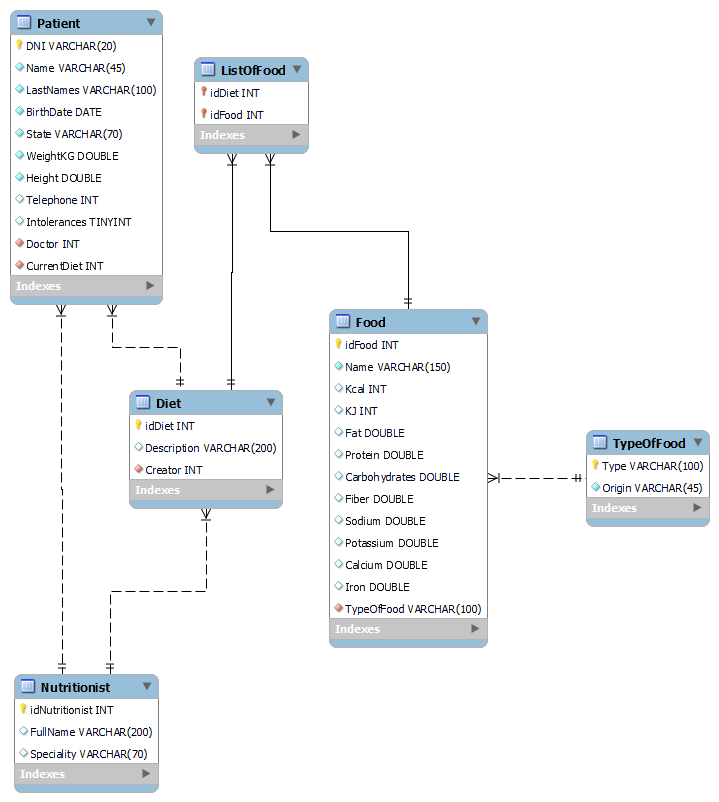 Patient
DNI VARCHAR(20)
Name VARCHAR(45)
LastNames VARCHAR(100)
BirthDate DATE
State VARCHAR(70)
WeightKG DOUBLE
Height DOUBLE
Telephone INT
Intolerances TINYINT
Doctor INT
CurrentDiet INT
Indexes
ListOfFood
idDiet INT
idFood INT
Indexes
Food
idFood INT
Name VARCHAR(150)
Kcal INT
KJ INT
Fat DOUBLE
Protein DOUBLE
Carbohydrates DOUBLE
Fiber DOUBLE
Sodium DOUBLE
Potassium DOUBLE
Calcium DOUBLE
Iron DOUBLE
TypeOfFood VARCHAR(100)
Indexes
Diet
idDiet INT
Description VARCHAR(200)
Creator INT
Indexes
TypeOfFood
Type VARCHAR(100)
Origin VARCHAR(45)
Indexes
Nutritionist
idNutritionist INT
FullName VARCHAR(200)
Speciality VARCHAR(70)
Indexes